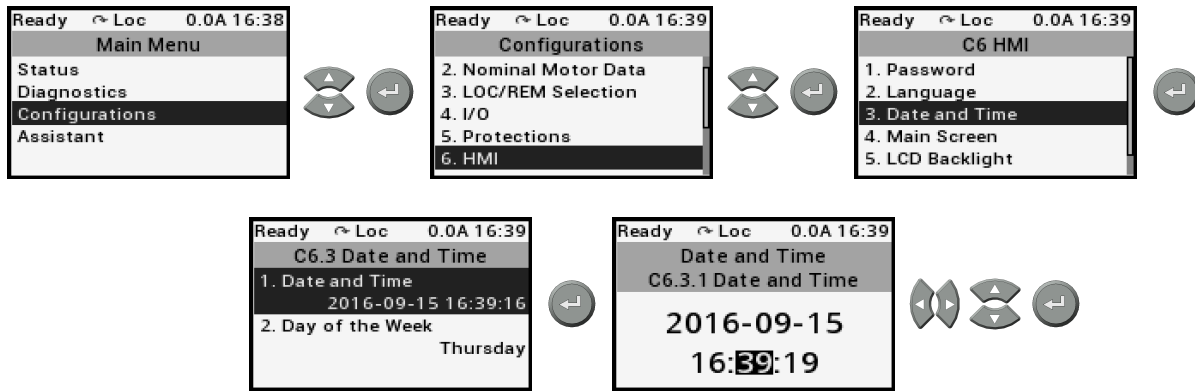 Ready Loc 0.0A 16:38
Main Menu
Status
Diagnostics
Configurations
Assistant
Ready Loc 0.0A 16:39
Configurations
2. Nominal Motor Data
3. LOC/REM Selection
4. I/O
5. Protections
6. HMI
Ready Loc 0.0A 16:39
C6 HMI
1. Password
2. Language
3. Date and Time
4. Main Screen
5. LCD Backlight
Ready Loc 0.0A 16:39
C6.3 Date and Time
1. Date and Time
2016-09-15 16:39:16
2. Day of the Week
Thursday
Ready Loc 0.0A 16:39
Date and Time
C6.3.1 Date and Time
2016-09-15
16:39:19